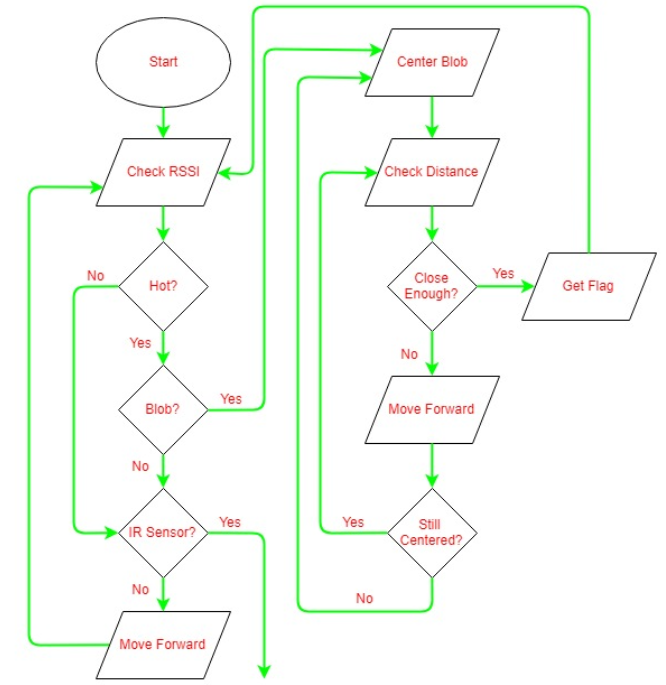 Start
Check RSSI
Hot?
No
Yes
Blob?
Yes
No
IR Sensor?
Yes
No
Move Forward
Center Blob
Check Distance
Close
Enough?
Yes
Get Flag
No
Move Forward
Still
Centered?
Yes
No